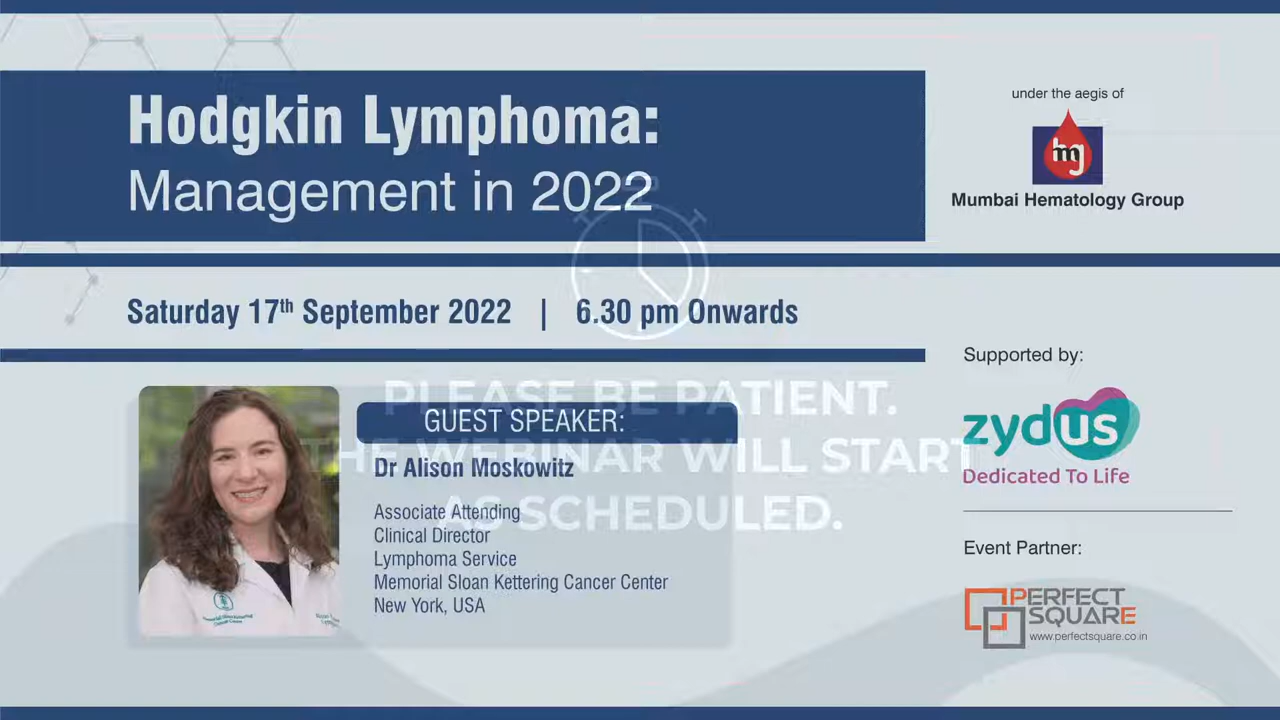 Hodgkin Lymphoma:
Management in 2022
under the aegis of
mg
Mumbai Hematology Group
Saturday 17th September 2022 | 6.30 pm Onwards
GUEST SPEAKER:
Dr Alison Moskowitz
Associate Attending
Clinical Director
Lymphoma Service
Memorial Sloan Kettering Cancer Center
New York, USA
PLEASE BE PATIENT.
THE WEBINAR WILL START
AS SCHEDULED.
Supported by:
zydus
Dedicated To Life
Event Partner:
PERFECT
SQUARE
www.perfectsquare.co.in